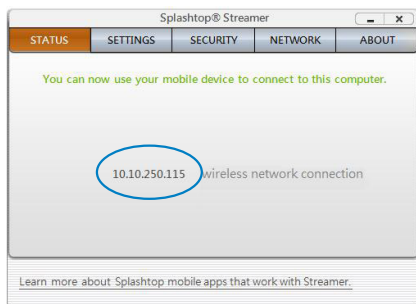 Splashtop® Streamer
STATUS SETTINGS SECURITY NETWORK ABOUT
You can now use your mobile device to connect to this computer.
10.10.250.115 wireless network connection
Learn more about Splashtop mobile apps that work with Streamer.